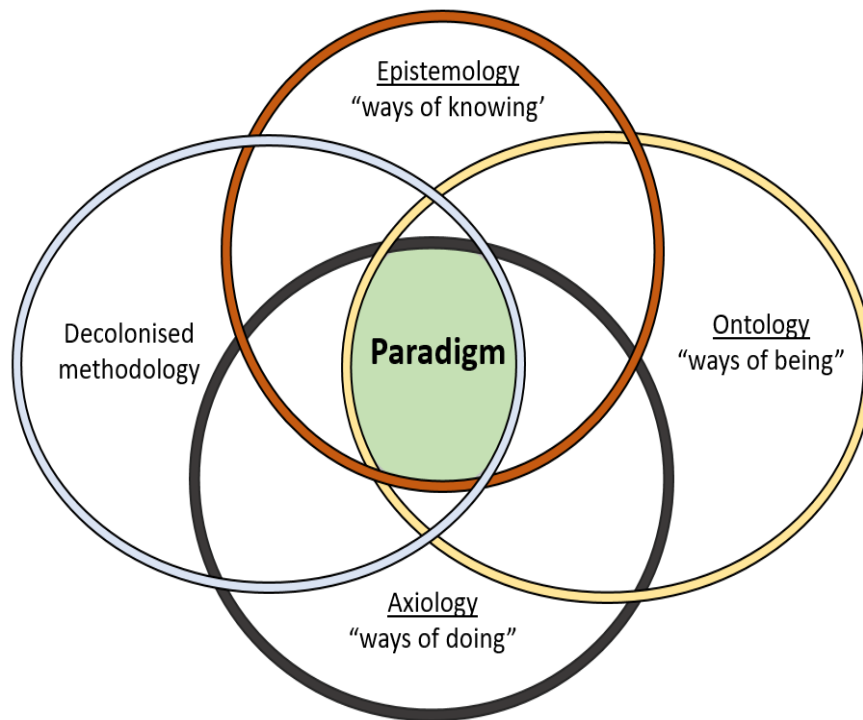 Epistemology
“ways of knowing’
Decolonised
methodology
Paradigm
Ontology
“ways of being”
Axiology
“ways of doing”